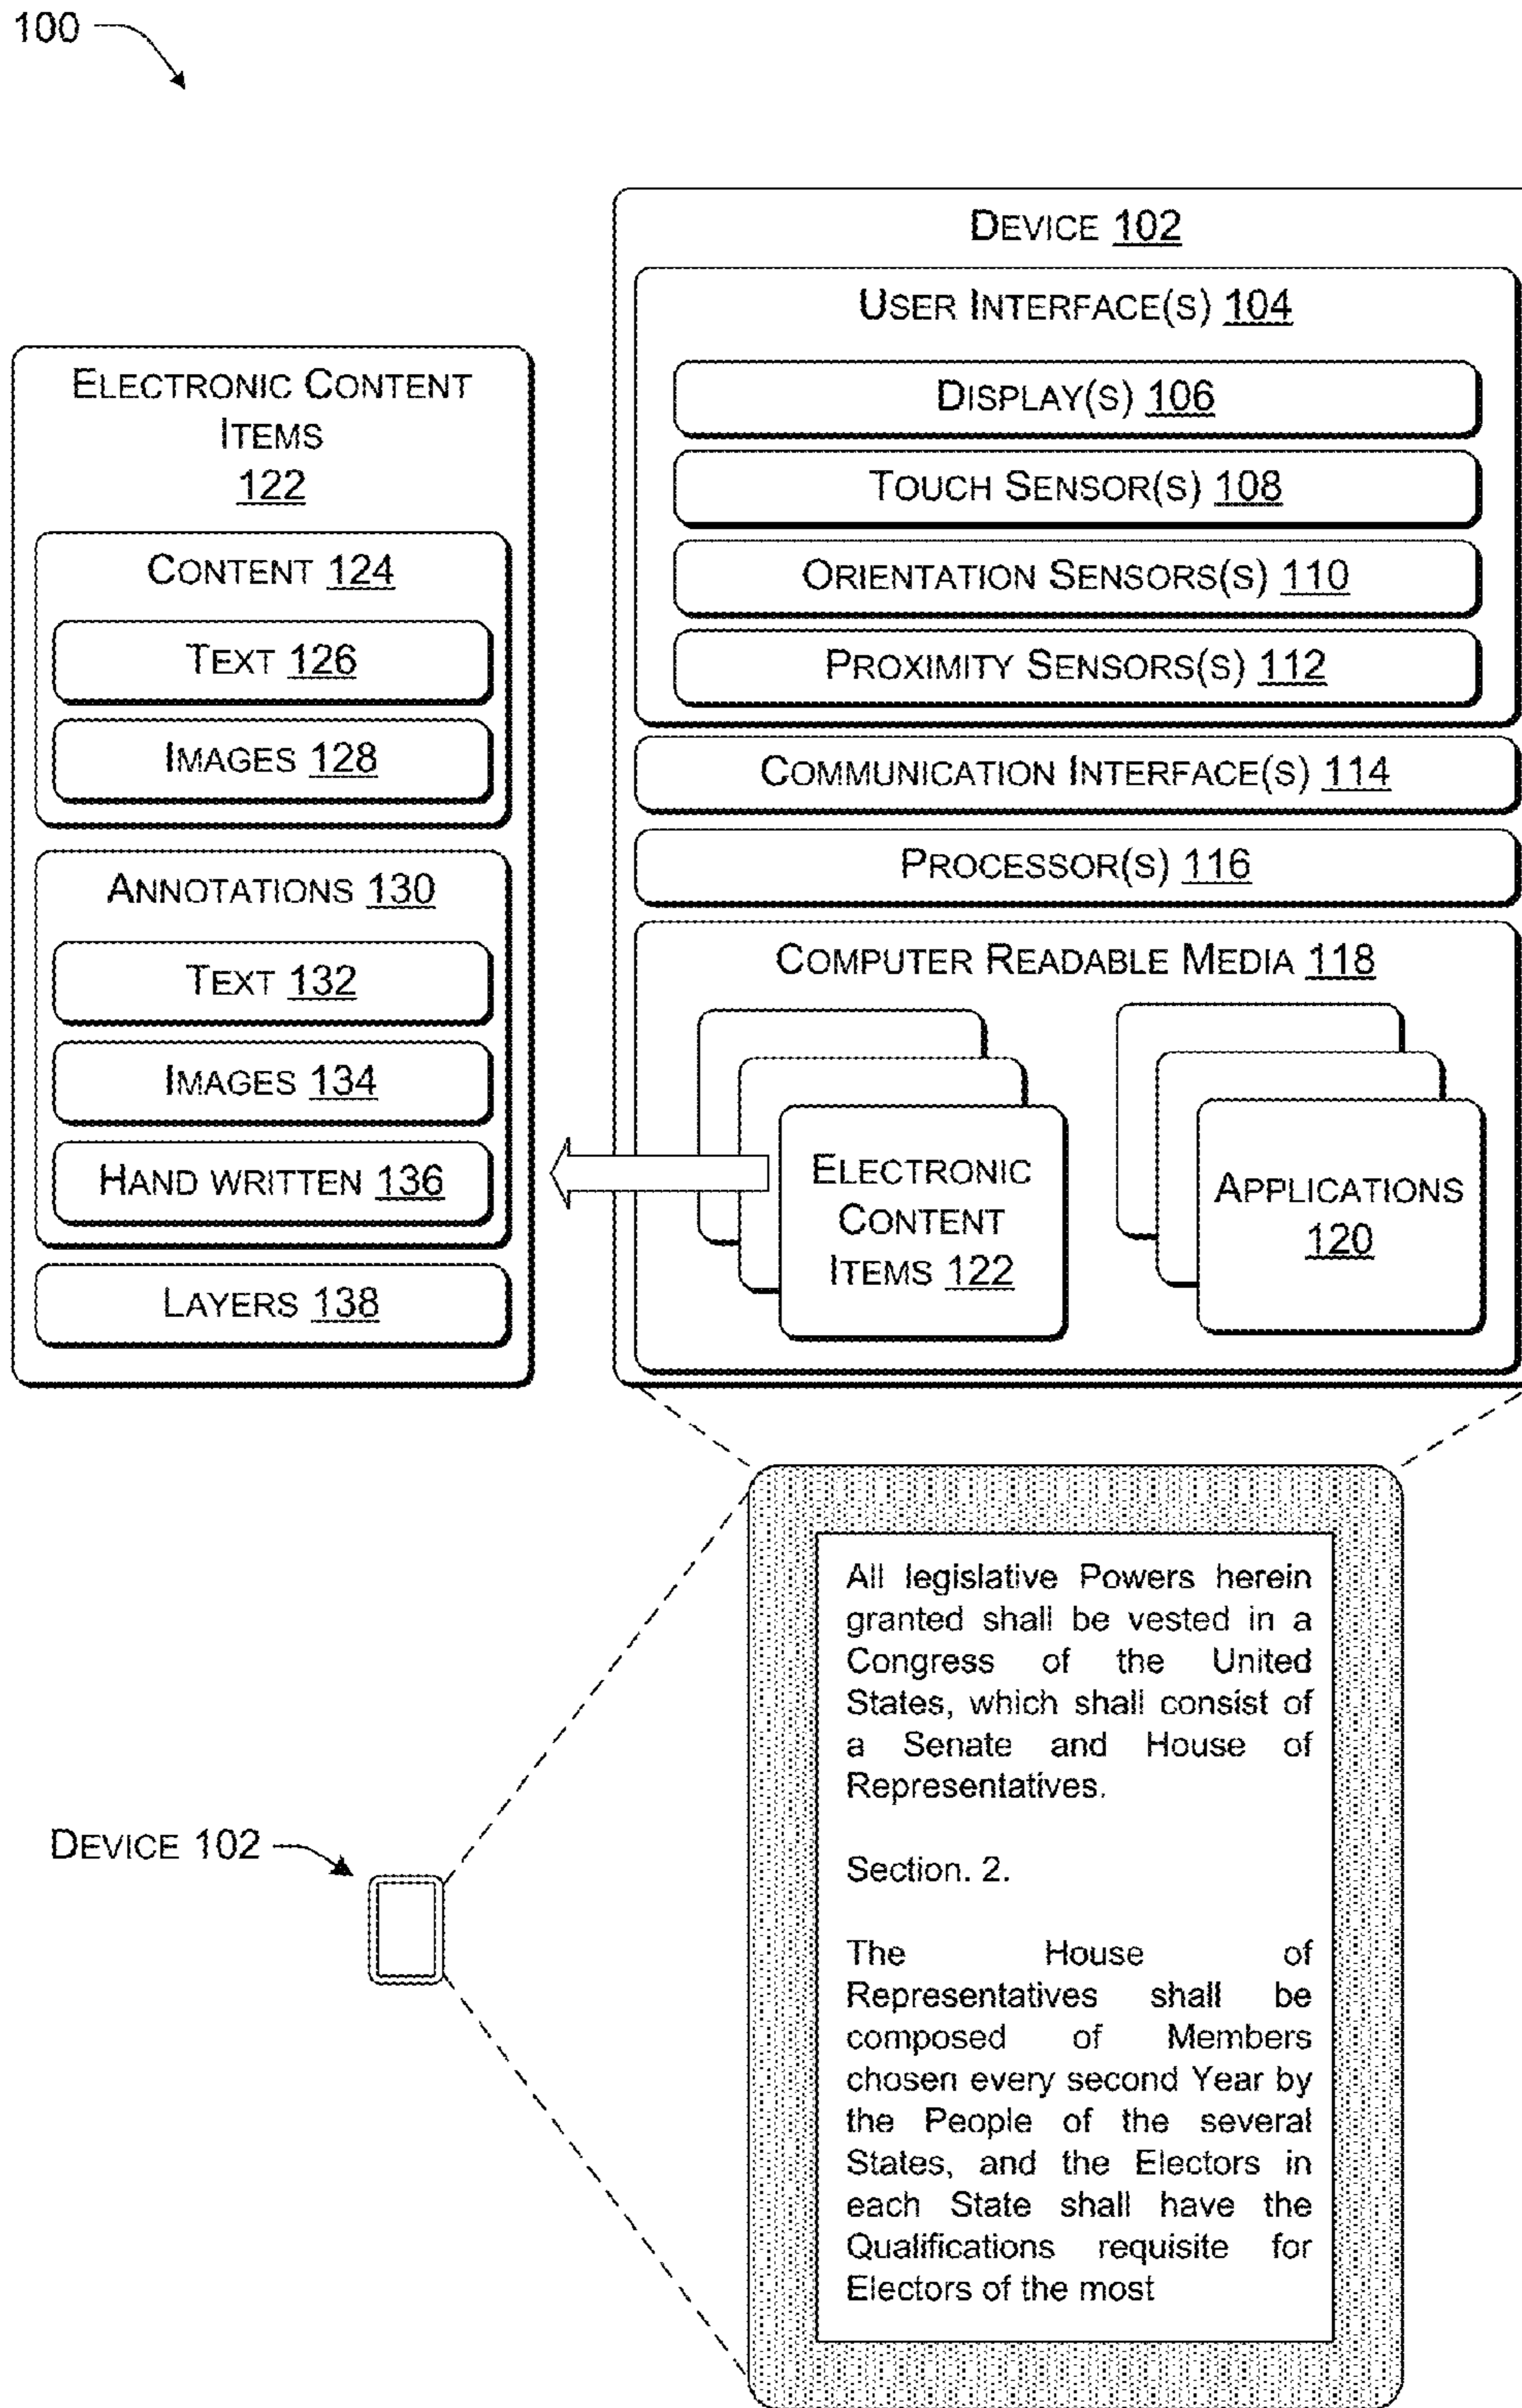 100
DEVICE 102
USER INTERFACE(S) 104
DISPLAY(S) 106
TOUCH SENSOR(S) 108
ORIENTATION SENSORS(S) 110
PROXIMITY SENSORS(S) 112
COMMUNICATION INTERFACE(S) 114
PROCESSOR(S) 116
COMPUTER READABLE MEDIA 118
ELECTRONIC
CONTENT
ITEMS 122
APPLICATIONS
120
ELECTRONIC CONTENT
ITEMS
122
CONTENT 124
TEXT 126
IMAGES 128
ANNOTATIONS 130
TEXT 132
IMAGES 134
HAND WRITTEN 136
LAYERS 138
DEVICE 102
All legislative Powers herein
granted shall be vested in a
Congress of the United
States, which shall consist of
a Senate and House of
Representatives.
Section. 2.
The House of
Representatives shall be
composed of Members
chosen every second Year by
the People of the several
States, and the Electors in
each State shall have the
Qualifications requisite for
Electors of the most